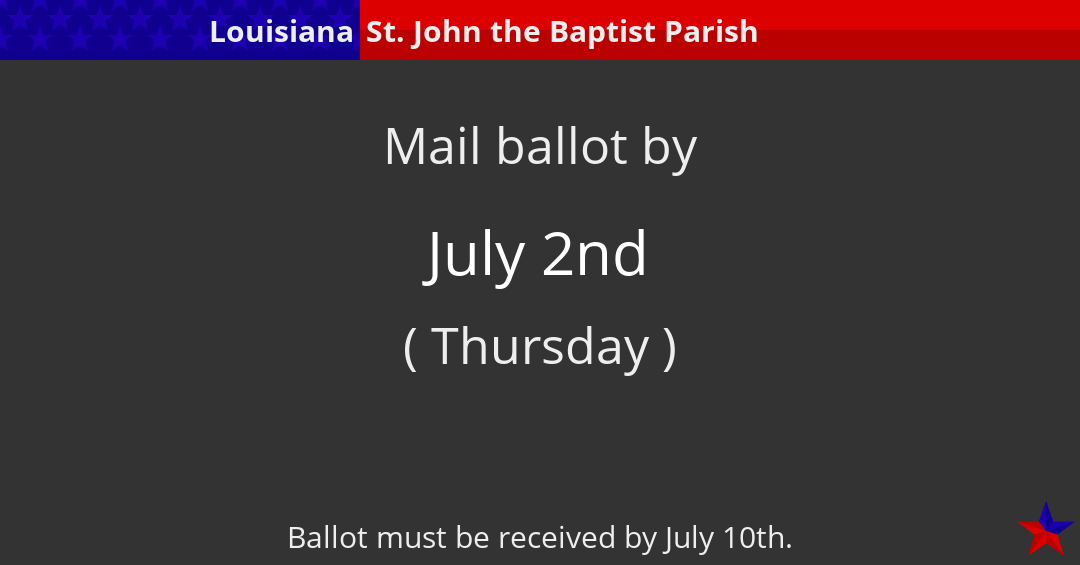 Louisiana St. John the Baptist Parish
Mail ballot by
July 2nd
( Thursday )
Ballot must be received by July 10th.